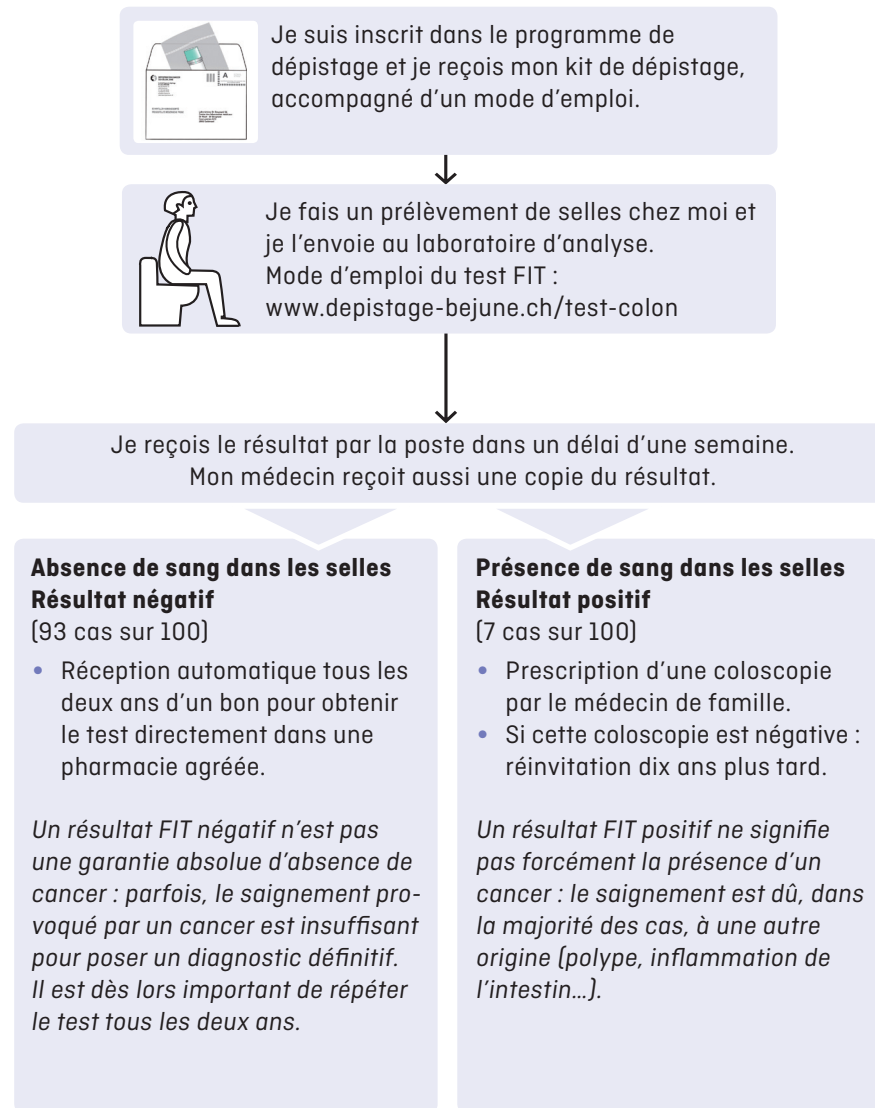 Je suis inscrit dans le programme de
dépistage et je reçois mon kit de dépistage,
accompagné d'un mode d'emploi.
A
Je fais un prélèvement de selles chez moi et
je l'envoie au laboratoire d'analyse.
Mode d'emploi du test FIT :
www.depistage-bejune.ch/test-colon
Je reçois le résultat par la poste dans un délai d'une semaine.
Mon médecin reçoit aussi une copie du résultat.
Absence de sang dans les selles
Résultat négatif
(93 cas sur 100)
• Réception automatique tous les
deux ans d'un bon pour obtenir
le test directement dans une
pharmacie agréée.
Un résultat FIT négatif n'est pas
une garantie absolue d'absence de
cancer : parfois, le saignement pro-
voqué par un cancer est insuffisant
pour poser un diagnostic définitif.
Il est dès lors important de répéter
le test tous les deux ans.
Présence de sang dans les selles
Résultat positif
(7 cas sur 100)
• Prescription d'une coloscopie
par le médecin de famille.
• Si cette coloscopie est négative :
réinvitation dix ans plus tard.
Un résultat FIT positif ne signifie
pas forcément la présence d'un
cancer : le saignement est dû, dans
la majorité des cas, à une autre
origine (polype, inflammation de
l'intestin…).